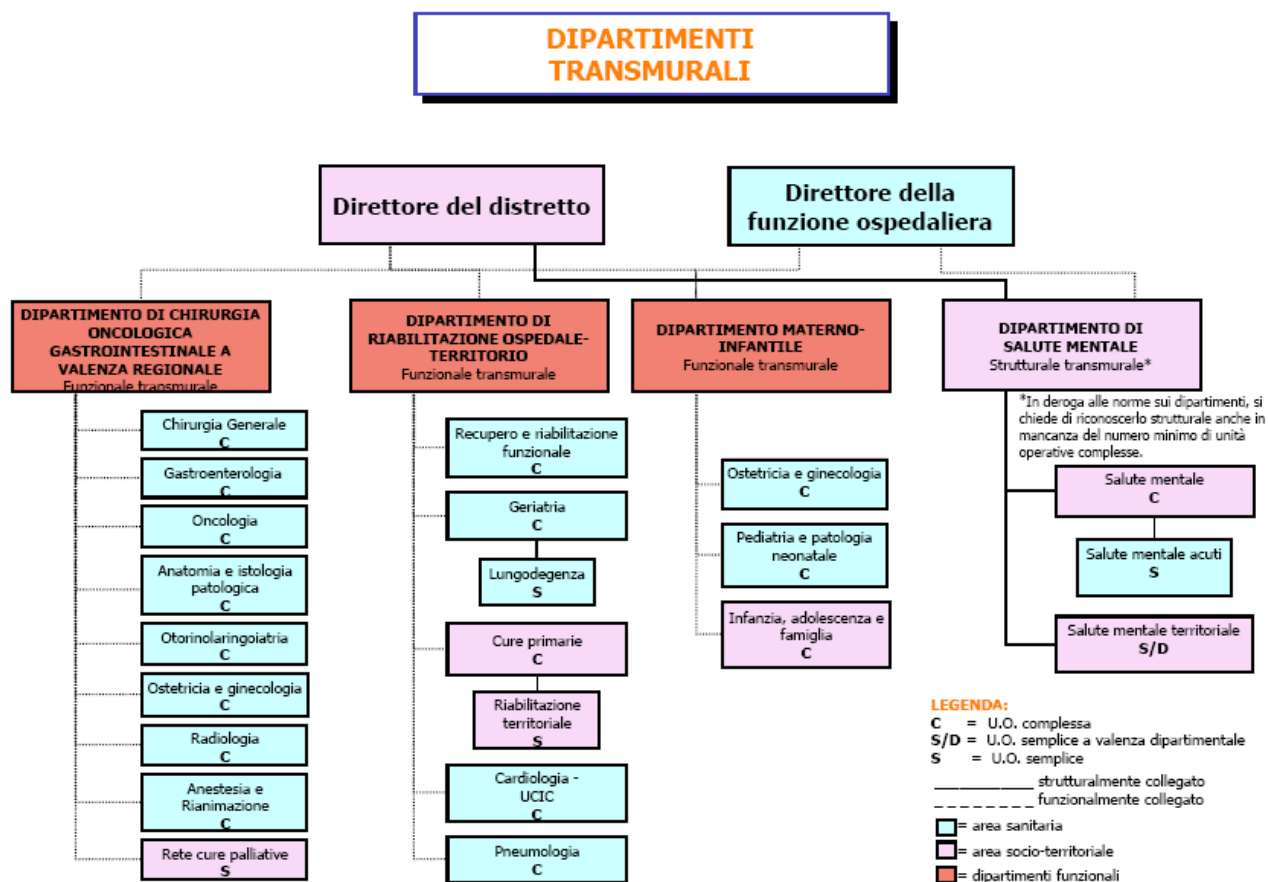 DIPARTIMENTI
TRANSMURALI
Direttore del distretto
Direttore della
funzione ospedaliera
DIPARTIMENTO DI CHIRURGIA
ONCOLOGICA
GASTROINTESTINALE A
VALENZA REGIONALE
Funzionale transmurale
Chirurgia Generale
C
Gastroenterologia
C
Oncologia
C
Anatomia e istologia
patologica
C
Otorinolaringoiatria
C
Ostetricia e ginecologia
C
Radiologia
C
Anestesia e
Rianimazione
C
Rete cure palliative
S
DIPARTIMENTO DI
RIABILITAZIONE OSPEDALE-
TERRITORIO
Funzionale transmurale
Recupero e riabilitazione
funzionale
C
Geriatria
C
Lungodegenza
S
Cure primarie
C
Riabilitazione
territoriale
S
Cardiologia -
UCIC
C
Pneumologia
C
DIPARTIMENTO MATERNO-
INFANTILE
Funzionale transmurale
Ostetricia e ginecologia
C
Pediatria e patologia
neonatale
C
Infanzia, adolescenza e
famiglia
C
DIPARTIMENTO DI
SALUTE MENTALE
Strutturale transmurale*
*In deroga alle norme sui dipartimenti, si
chiede di riconoscerlo strutturale anche in
mancanza del numero minimo di unità
operative complesse.
Salute mentale
C
Salute mentale acuti
S
Salute mentale territoriale
S/D
LEGENDA:
C = U.O. complessa
S/D = U.O. semplice a valenza dipartimentale
S = U.O. semplice
strutturalmente collegato
funzionalmente collegato
= area sanitaria
= area socio-territoriale
= dipartimenti funzionali